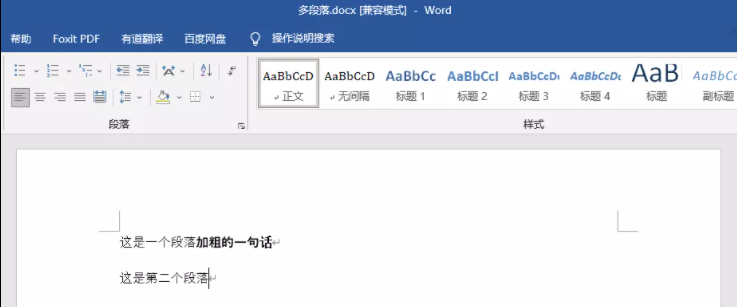 多段落.docx [兼容模式] - Word
帮助 Foxit PDF 有道翻译 百度网盘 操作说明搜索
AaBbCcD AaBbCcD AaBbCc AaBbCcI AaBbCcDı AaBbCcDc AaB AaBbCcD
正文 无间隔 标题 1 标题 2 标题 3 标题 4 标题 副标题
段落 样式
这是一个段落加粗的一句话
这是第二个段落